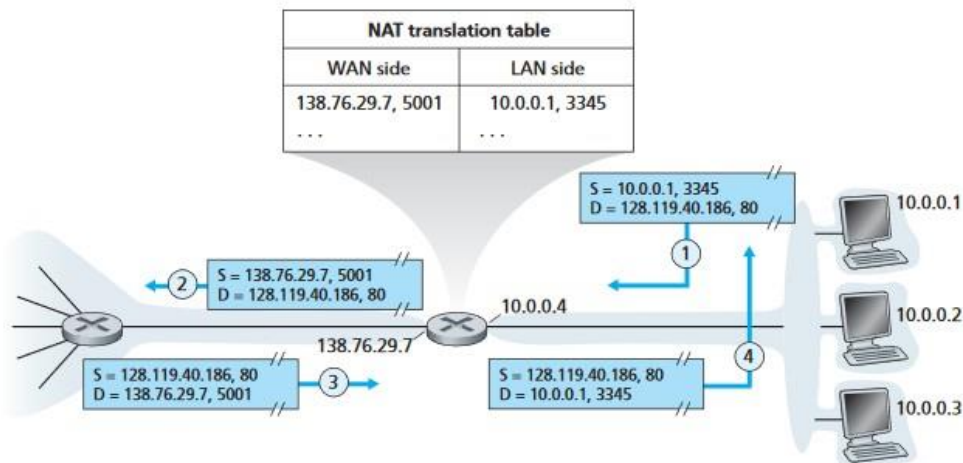 NAT translation table
WAN side LAN side
138.76.29.7, 5001 10.0.0.1, 3345
. . . . . .
S = 10.0.0.1, 3345
D = 128.119.40.186, 80
10.0.0.1
1
2
S = 138.76.29.7, 5001
D = 128.119.40.186, 80
10.0.0.4
10.0.0.2
138.76.29.7
4
S = 128.119.40.186, 80
D = 138.76.29.7, 5001
3
S = 128.119.40.186, 80
D = 10.0.0.1, 3345
10.0.0.3